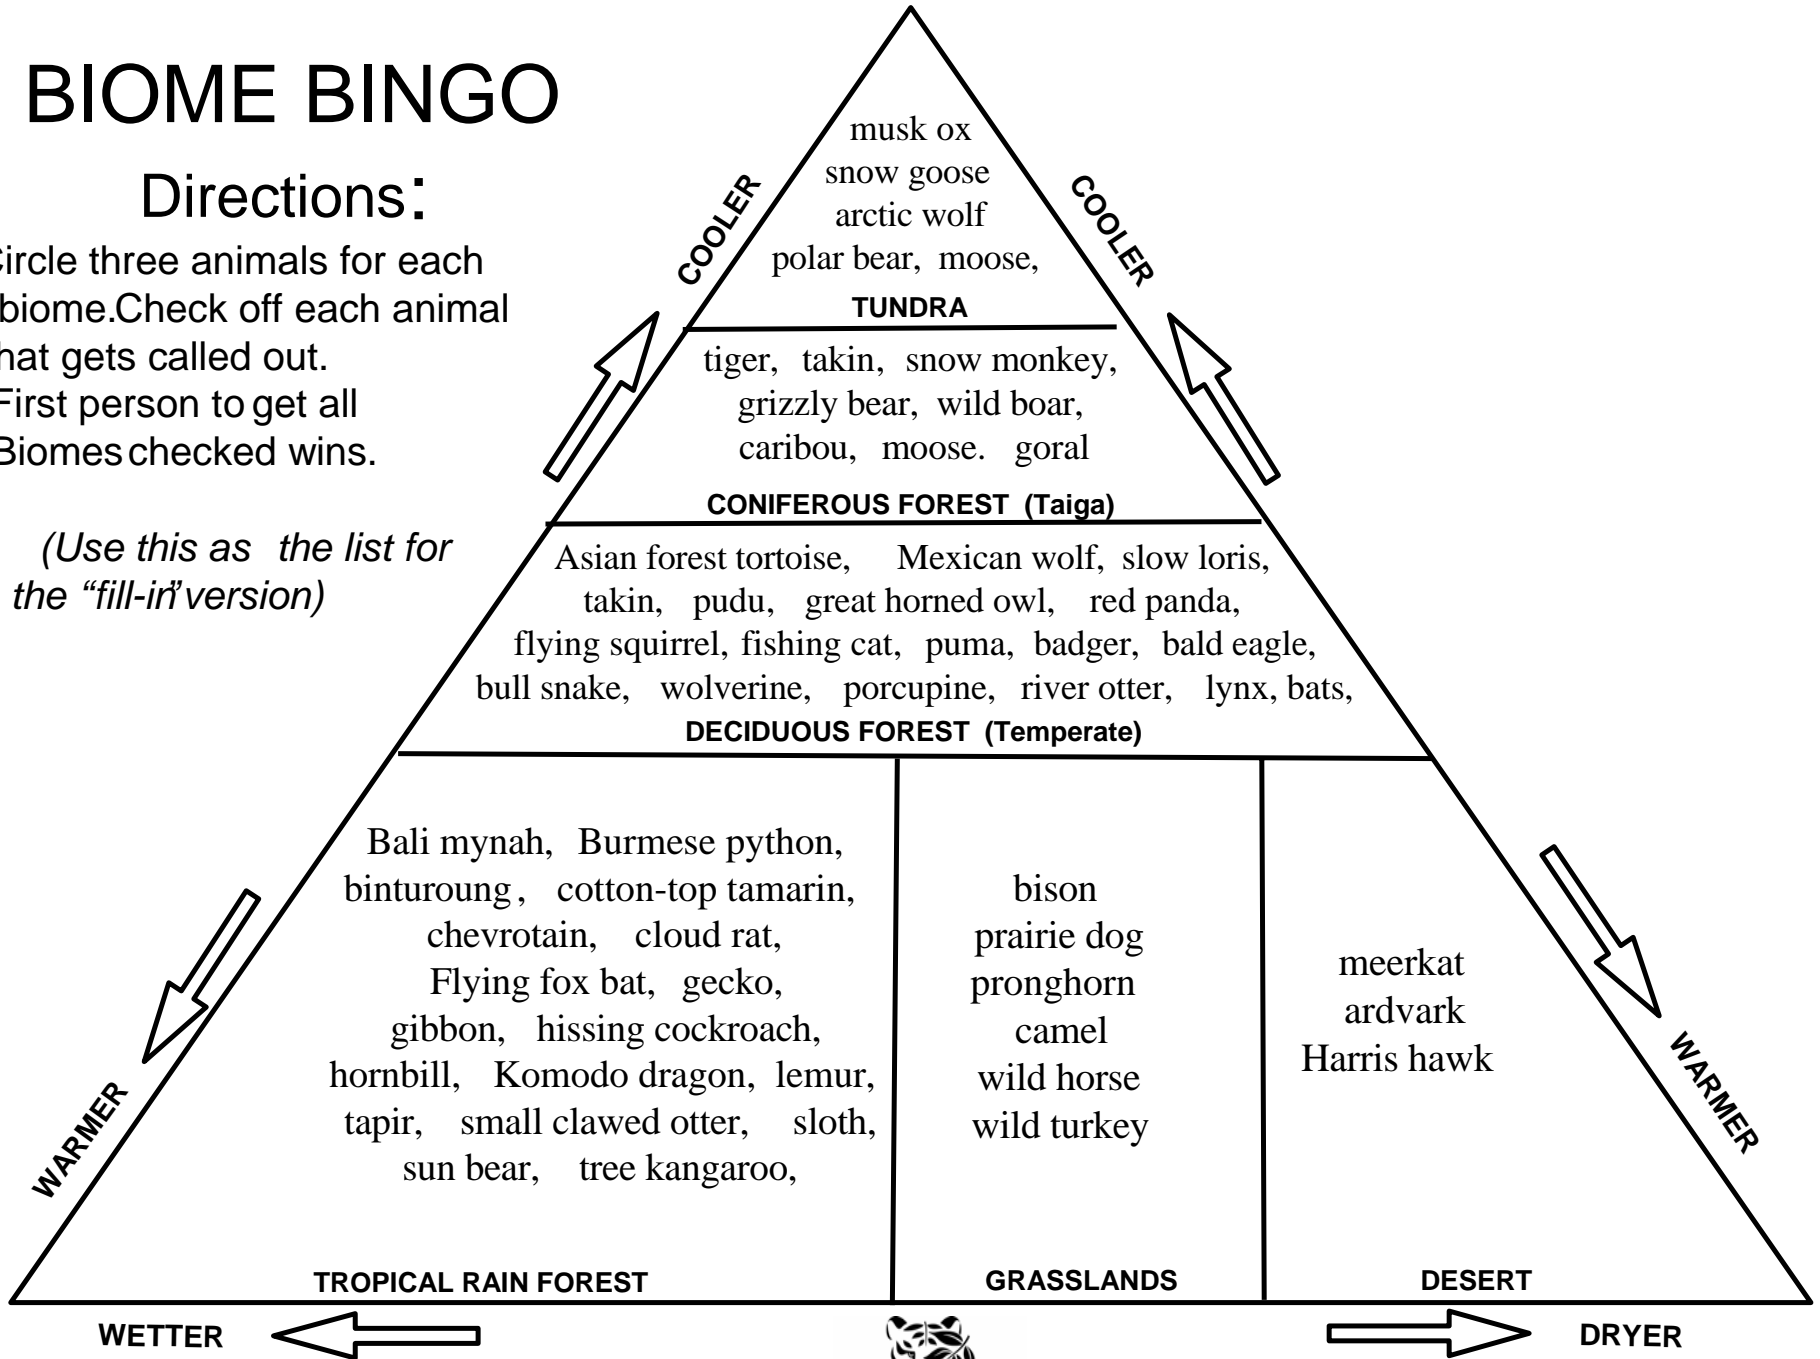 BIOME BINGO
Directions:
ircle three animals for each
biome.Check off each animal
hat gets called out.
First person to get all
Biomes checked wins.
(Use this as the list for
the “fill-in” version)
COOLER
COOLER
musk ox
snow goose
arctic wolf
polar bear, moose,
TUNDRA
tiger, takin, snow monkey,
grizzly bear, wild boar,
caribou, moose. goral
CONIFEROUS FOREST (Taiga)
Asian forest tortoise, Mexican wolf, slow loris,
takin, pudu, great horned owl, red panda,
flying squirrel, fishing cat, puma, badger, bald eagle,
bull snake, wolverine, porcupine, river otter, lynx, bats,
DECIDUOUS FOREST (Temperate)
Bali mynah, Burmese python,
binturoung, cotton-top tamarin,
chevrotain, cloud rat,
Flying fox bat, gecko,
gibbon, hissing cockroach,
hornbill, Komodo dragon, lemur,
tapir, small clawed otter, sloth,
sun bear, tree kangaroo,
TROPICAL RAIN FOREST
bison
prairie dog
pronghorn
camel
wild horse
wild turkey
GRASSLANDS
meerkat
ardvark
Harris hawk
DESERT
WARMER
WARMER
WETTER
DRYER